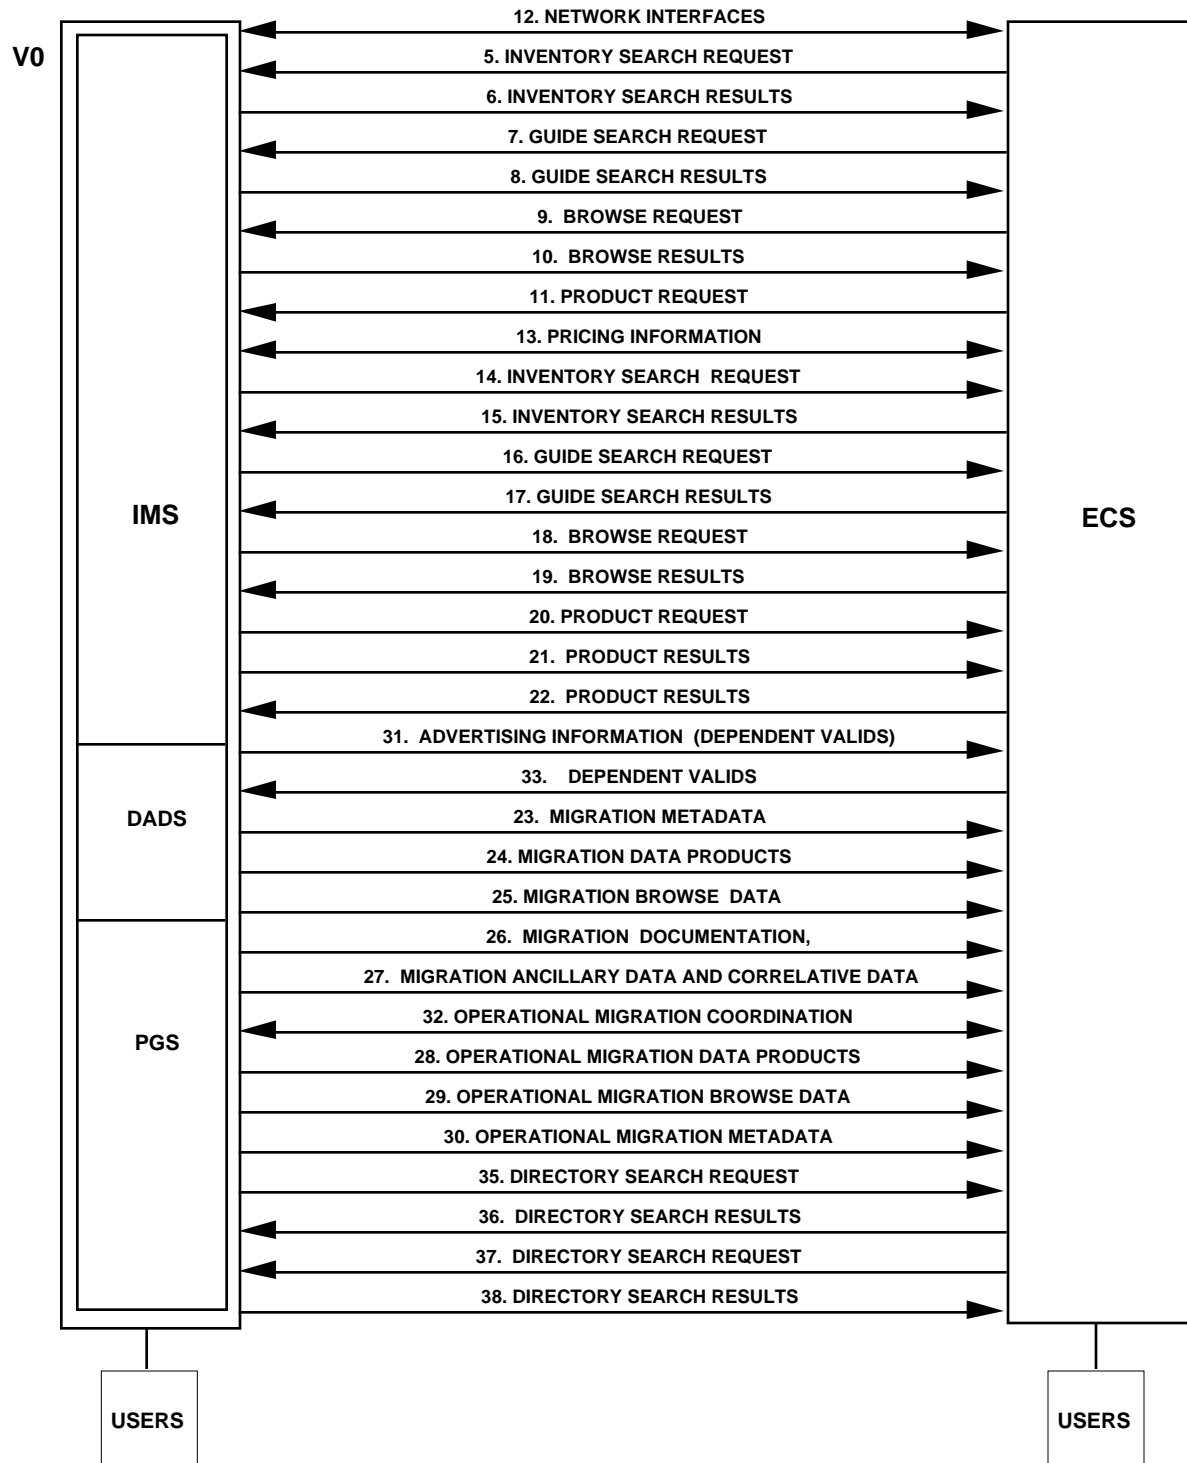 12. NETWORK INTERFACES
V0
5. INVENTORY SEARCH REQUEST
6. INVENTORY SEARCH RESULTS
7. GUIDE SEARCH REQUEST
8. GUIDE SEARCH RESULTS
9. BROWSE REQUEST
10. BROWSE RESULTS
11. PRODUCT REQUEST
13. PRICING INFORMATION
14. INVENTORY SEARCH REQUEST
15. INVENTORY SEARCH RESULTS
16. GUIDE SEARCH REQUEST
17. GUIDE SEARCH RESULTS
IMS
ECS
18. BROWSE REQUEST
19. BROWSE RESULTS
20. PRODUCT REQUEST
21. PRODUCT RESULTS
22. PRODUCT RESULTS
31. ADVERTISING INFORMATION (DEPENDENT VALIDS)
33. DEPENDENT VALIDS
DADS
23. MIGRATION METADATA
24. MIGRATION DATA PRODUCTS
25. MIGRATION BROWSE DATA
26. MIGRATION DOCUMENTATION,
27. MIGRATION ANCILLARY DATA AND CORRELATIVE DATA
32. OPERATIONAL MIGRATION COORDINATION
PGS
28. OPERATIONAL MIGRATION DATA PRODUCTS
29. OPERATIONAL MIGRATION BROWSE DATA
30. OPERATIONAL MIGRATION METADATA
35. DIRECTORY SEARCH REQUEST
36. DIRECTORY SEARCH RESULTS
37. DIRECTORY SEARCH REQUEST
38. DIRECTORY SEARCH RESULTS
USERS
USERS